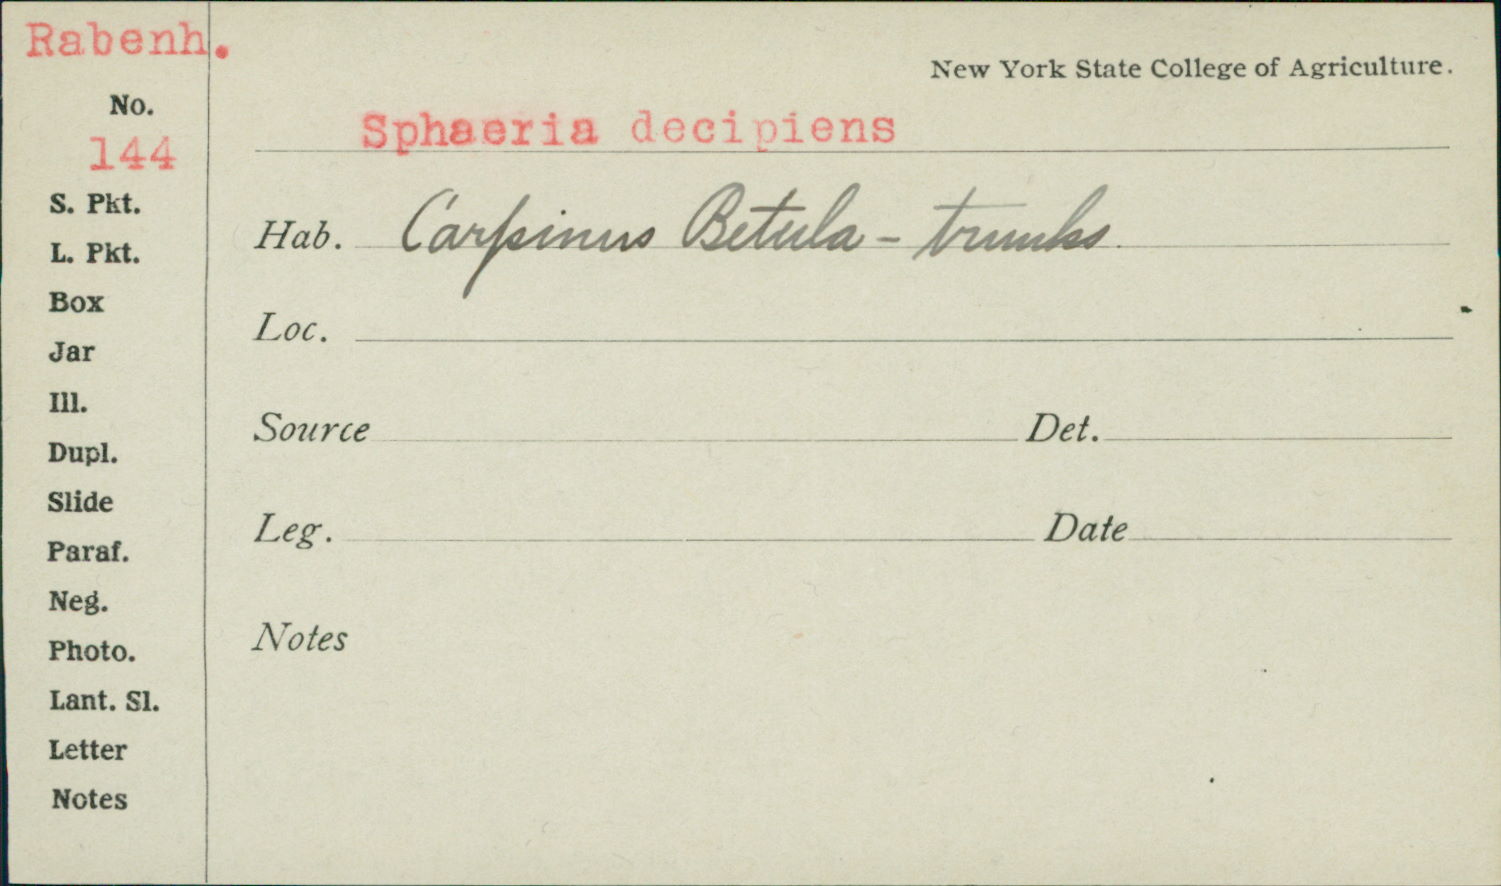 Rabenh.
New York State College of Agriculture.
No.
144
Sphaeria decipiens
S. Pkt.
L. Pkt.
Box
Jar
Ill.
Dupl.
Slide
Paraf.
Neg.
Photo.
Lant. Sl.
Letter
Notes
Hab. Carpinus Betula - trunks
Loc.
Source Det.
Leg. Date
Notes